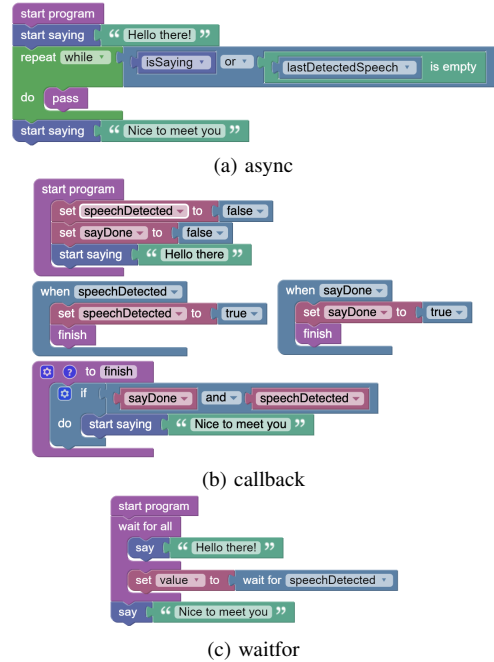 start program
start saying “ Hello there! ”
repeat while isSaying or lastDetectedSpeech is empty
do pass
start saying “ Nice to meet you ”
(a) async
start program
set speechDetected to false
set sayDone to false
start saying “ Hello there ”
when speechDetected
set speechDetected to true
finish
when sayDone
set sayDone to true
finish
? to finish
if sayDone and speechDetected
do start saying “ Nice to meet you ”
(b) callback
start program
wait for all
say “ Hello there! ”
set value to wait for speechDetected
say “ Nice to meet you ”
(c) waitfor